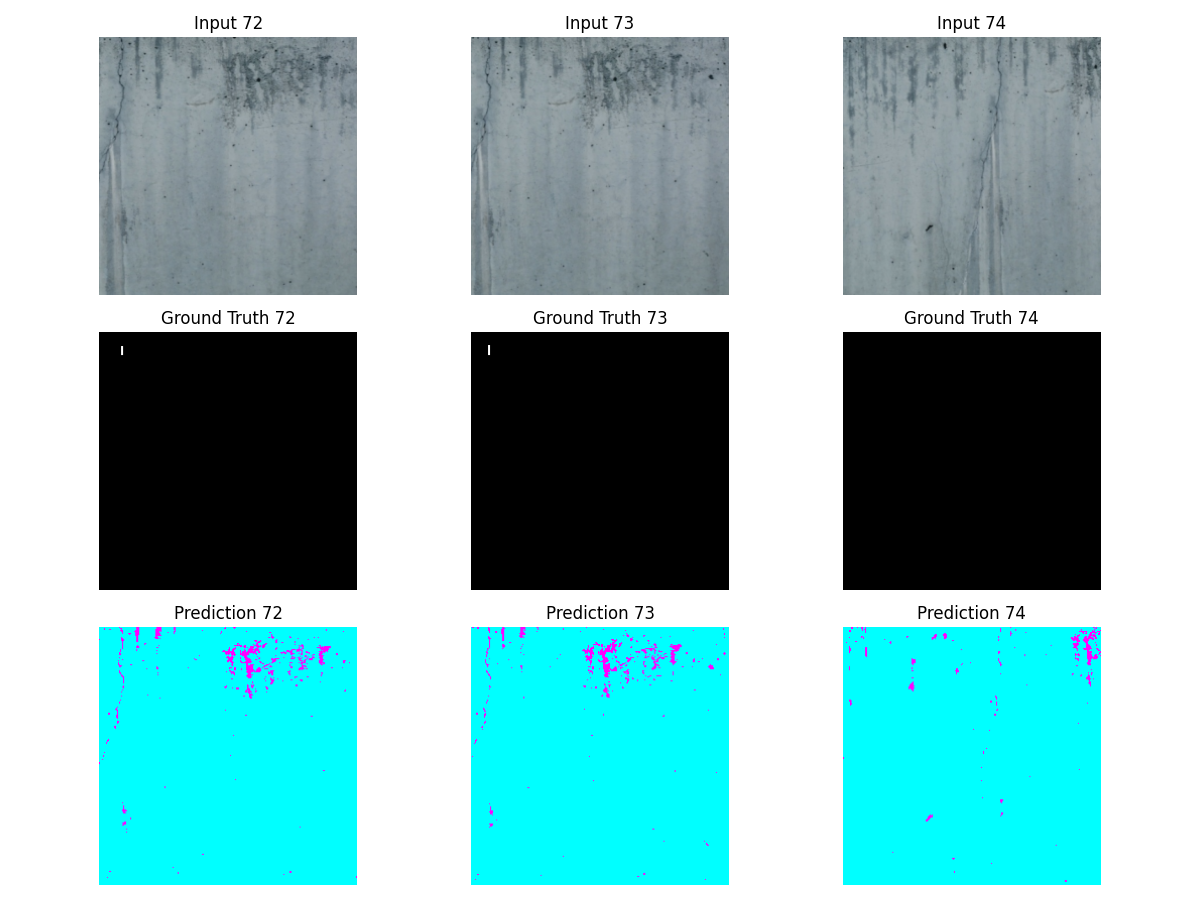 Input 72
Input 73
Input 74
Ground Truth 72
Ground Truth 73
Ground Truth 74
Prediction 72
Prediction 73
Prediction 74